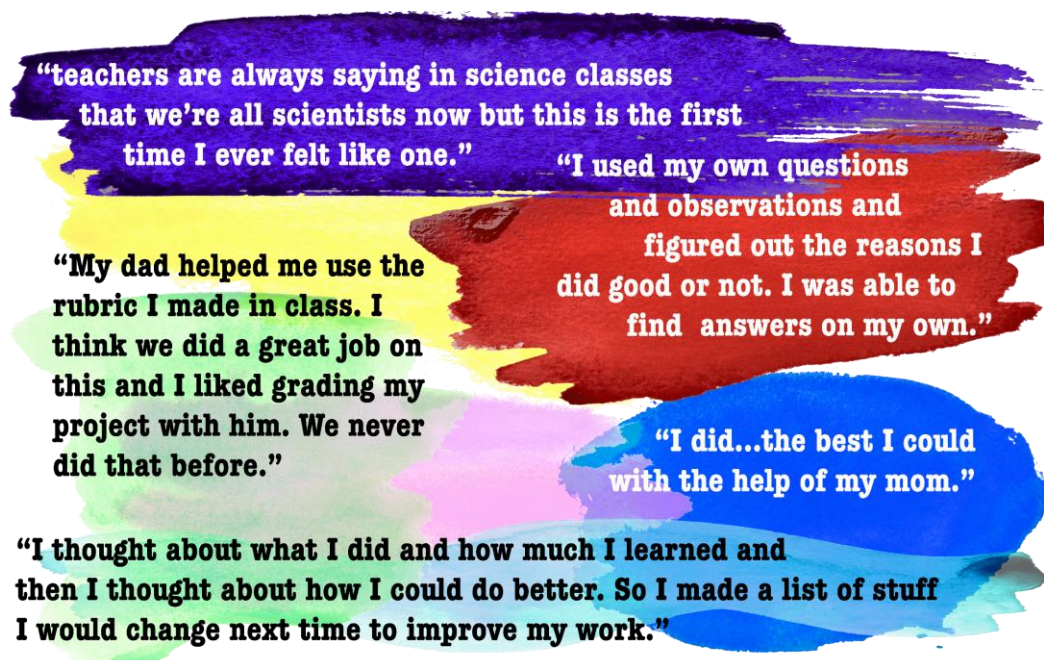 “teachers are always saying in science classes
that we’re all scientists now but this is the first
time I ever felt like one.”
“I used my own questions
and observations and
figured out the reasons I
did good or not. I was able to
find answers on my own.”
“My dad helped me use the
rubric I made in class. I
think we did a great job on
this and I liked grading my
project with him. We never
did that before.”
“I did...the best I could
with the help of my mom.”
“I thought about what I did and how much I learned and
then I thought about how I could do better. So I made a list of stuff
I would change next time to improve my work.”